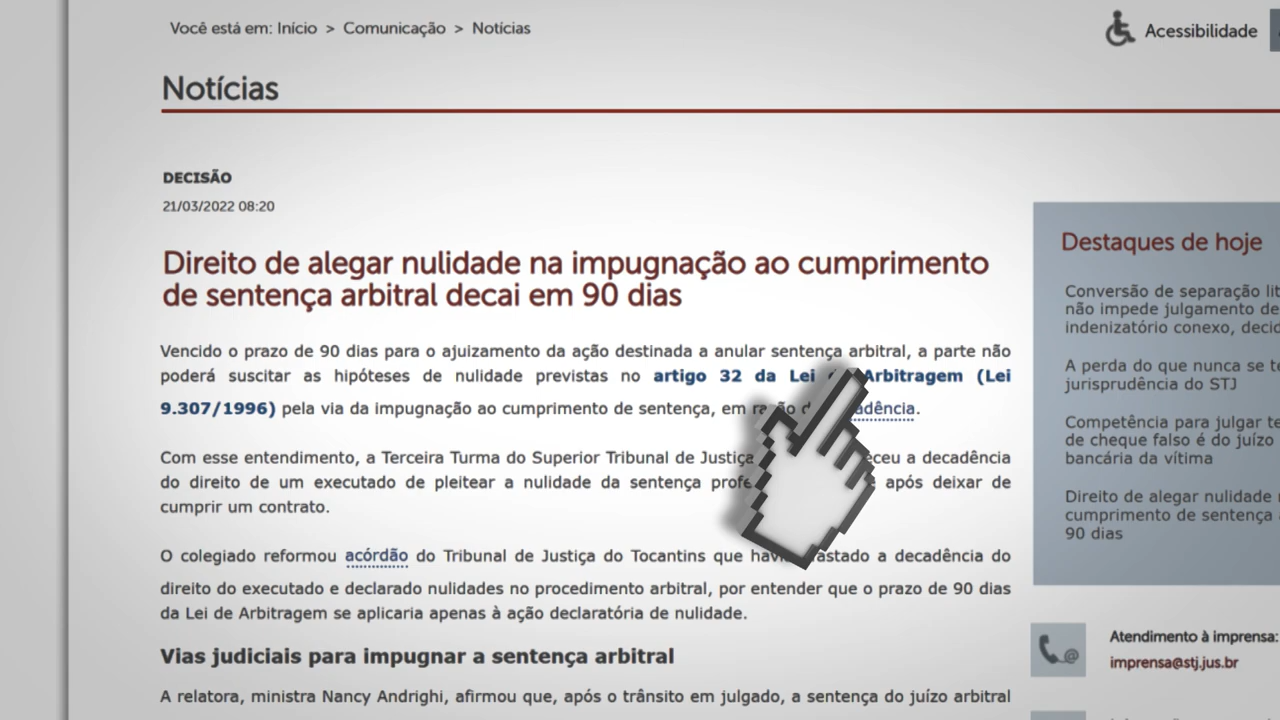 Você está em: Início > Comunicação > Notícias
Acessibilidade
Notícias
DECISÃO
21/03/2022 08:20
Direito de alegar nulidade na impugnação ao cumprimento
de sentença arbitral decai em 90 dias
Vencido o prazo de 90 dias para o ajuizamento da ação destinada a anular sentença arbitral, a parte não
poderá suscitar as hipóteses de nulidade previstas no artigo 32 da Lei Arbitragem (Lei
9.307/1996) pela via da impugnação ao cumprimento de sentença, em
Com esse entendimento, a Terceira Turma do Superior Tribunal de Justiça a decadência
do direito de um executado de pleitear a nulidade da sentença após deixar de
cumprir um contrato.
O colegiado reformou acórdão do Tribunal de Justiça do Tocantins que a decadência do
direito do executado e declarado nulidades no procedimento arbitral, por entender que o prazo de 90 dias
da Lei de Arbitragem se aplicaria apenas à ação declaratória de nulidade.
Vias judiciais para impugnar a sentença arbitral
A relatora, ministra Nancy Andrighi, afirmou que, após o trânsito em julgado, a sentença do juízo arbitral
Destaques de hoje
Conversão de separação
não impede julgamento de
indenizatório conexo,
A perda do que nunca se
jurisprudência do STJ
Competência para julgar
de cheque falso é do juízo
bancária da vítima
Direito de alegar nulidade
cumprimento de sentença
90 dias
Atendimento à imprensa:
imprensa@stj.jus.br